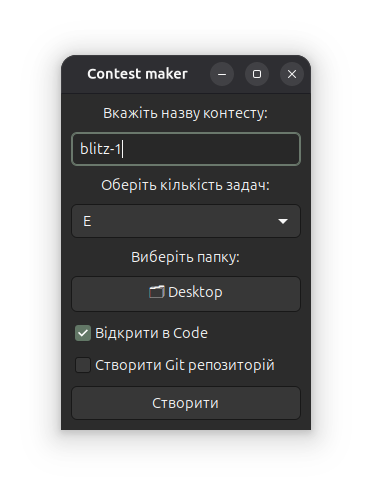 Contest maker
Вкажіть назву контесту:
blitz-1
Оберіть кількість задач:
E
Виберіть папку:
Desktop
Відкрити в Code
Створити Git репозиторій
Створити